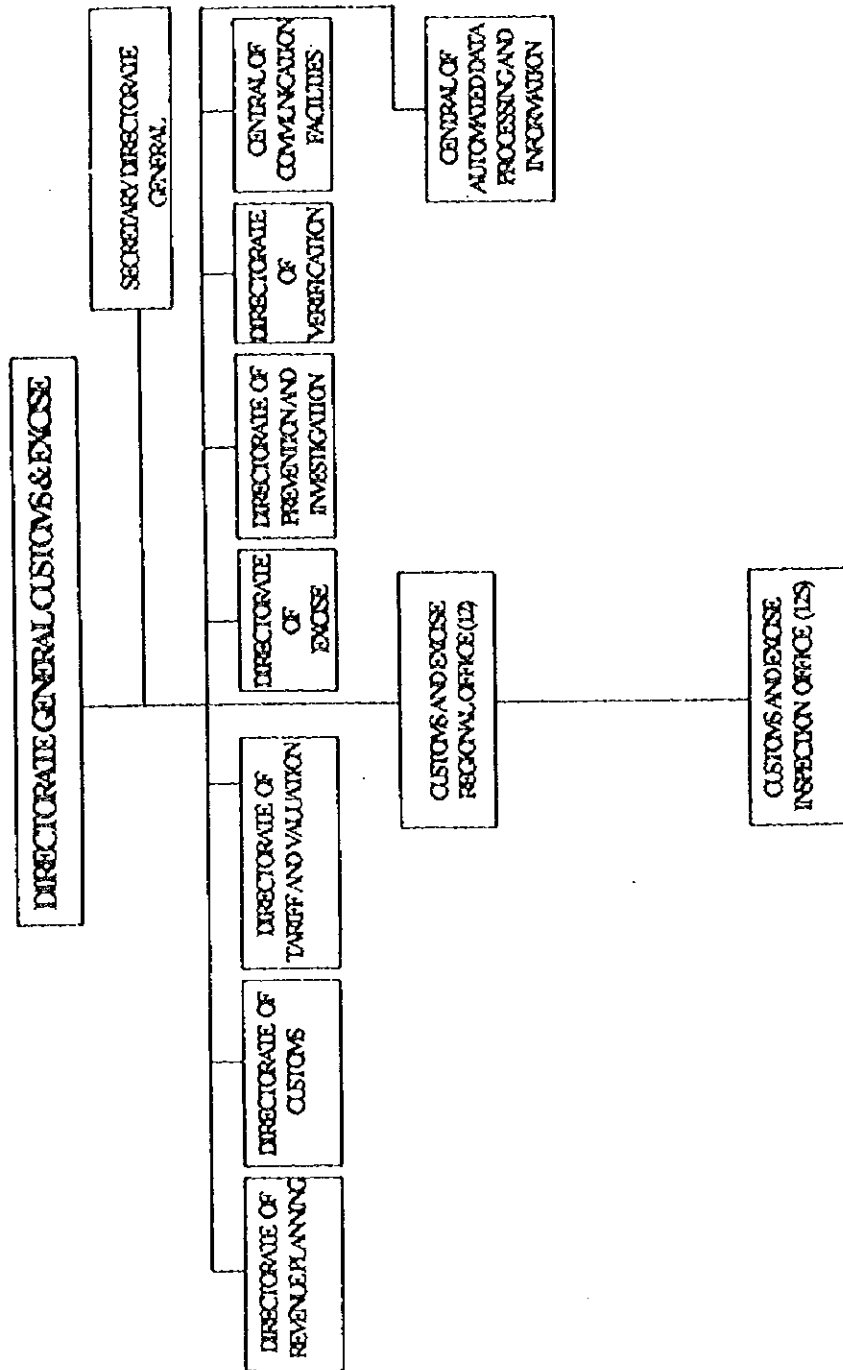 DIRECTORATE GENERAL CUSTOMS & EXCISE
SECRETARY DIRECTORATE
GENERAL
DIRECTORATE OF
REVENUE PLANNING
DIRECTORATE OF
CUSTOMS
DIRECTORATE OF
TARIFF AND VALUATION
DIRECTORATE
OF
EXCISE
DIRECTORATE OF
PREVENTION AND
INVESTIGATION
DIRECTORATE
OF
VERIFICATION
CENTRAL OF
COMMUNICATION
FACILITIES
CUSTOMS AND EXCISE
REGIONAL OFFICE (12)
CENTRAL OF
AUTOMATED DATA
PROCESSING AND
INFORMATION
CUSTOMS AND EXCISE
INSPECTION OFFICE (125)